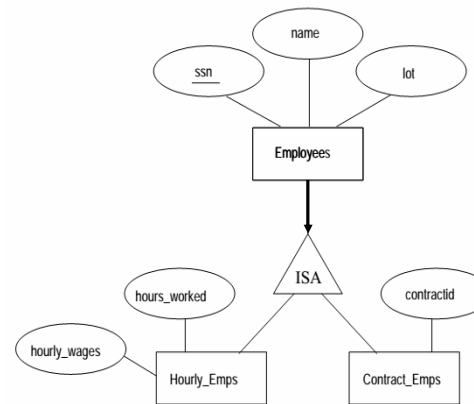 name
ssn
lot
Employees
ISA
hours_worked
contractid
hourly_wages
Hourly_Emps
Contract_Emps